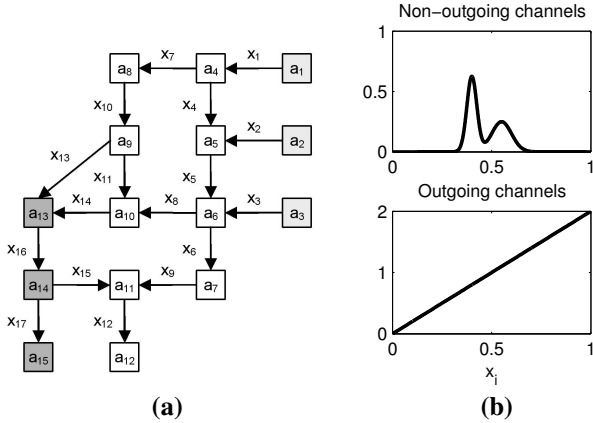 x₇ x₁
a₈ a₄ a₁
x₁₀ x₄ x₂
a₉ a₅ a₂
x₁₃ x₁₁ x₅
x₁₄ x₈ x₃
a₁₃ a₁₀ a₆ a₃
x₁₆ x₆
x₁₅ x₉
a₁₄ a₁₁ a₇
x₁₇ x₁₂
a₁₅ a₁₂
(a)
Non−outgoing channels
1
0.5
0
0 0.5 1
Outgoing channels
2
1
0
0 0.5 1
xᵢ
(b)